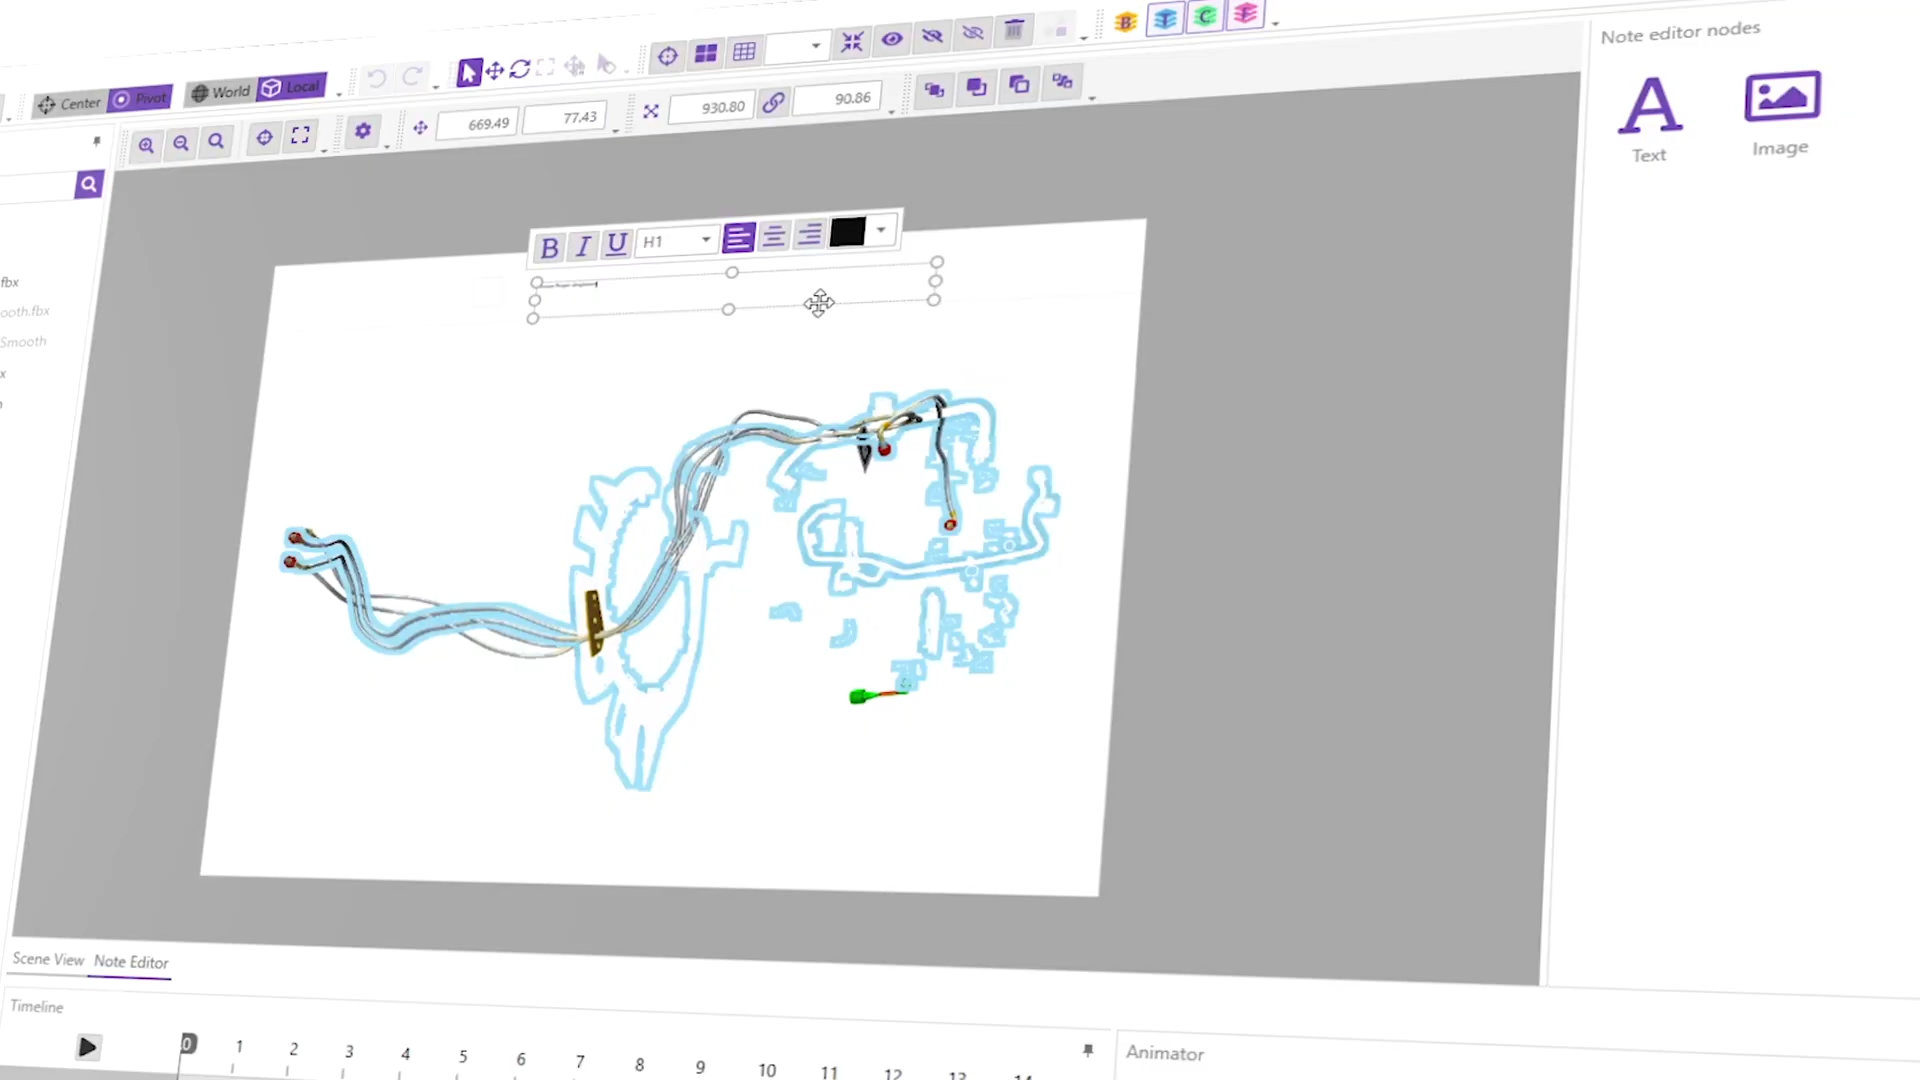 B T C E
Center Pivot World Local
669.49 77.43 930.80 90.86
Note editor nodes
Text Image
B I U H1
.fbx
ooth.fbx
Smooth
x
Scene View Note Editor
Timeline
0 1 2 3 4 5 6 7 8 9 10 11 12 13 14
Animator